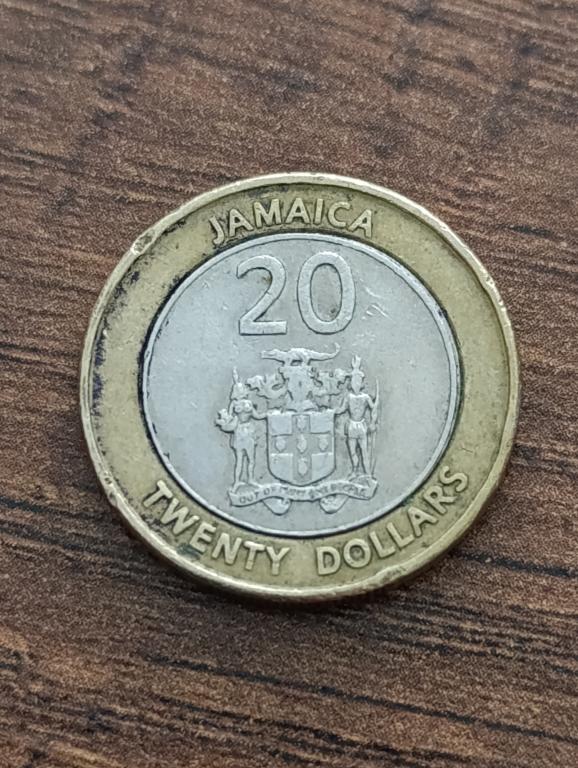 JAMAICA
20
OUT OF MANY ONE PEOPLE
TWENTY DOLLARS